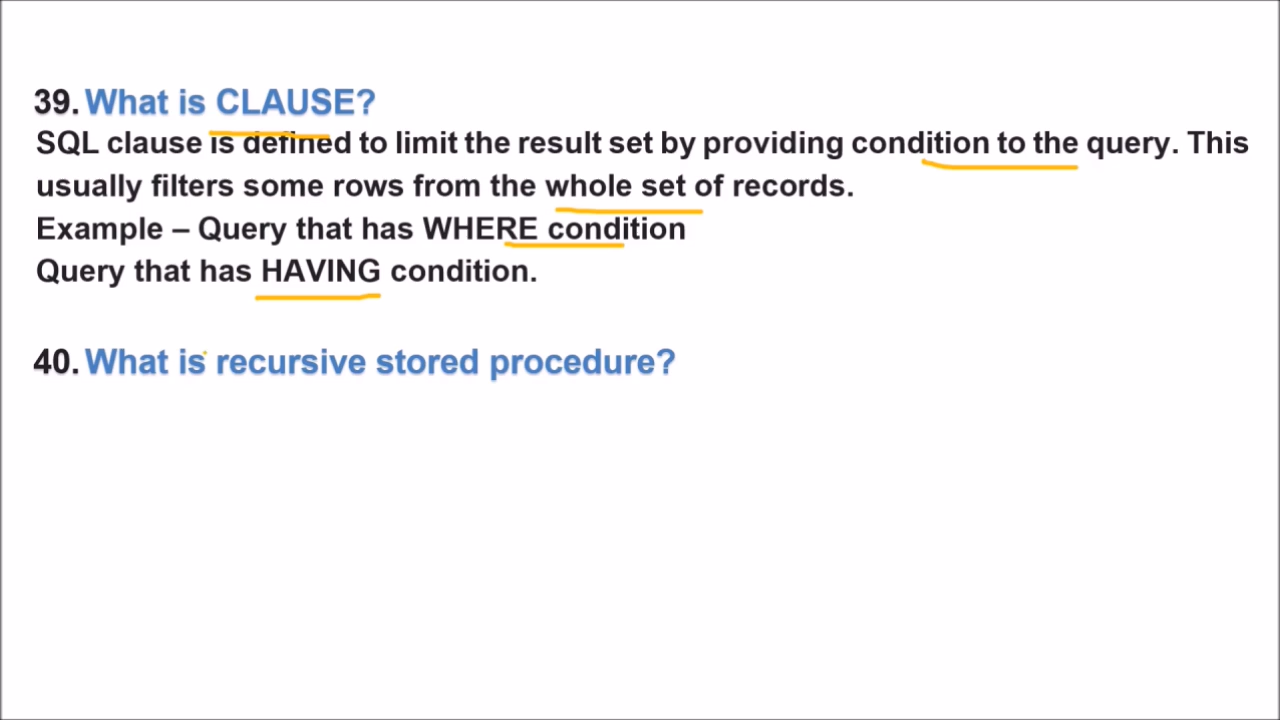 39. What is CLAUSE?
SQL clause is defined to limit the result set by providing condition to the query. This
usually filters some rows from the whole set of records.
Example – Query that has WHERE condition
Query that has HAVING condition.
40. What is recursive stored procedure?